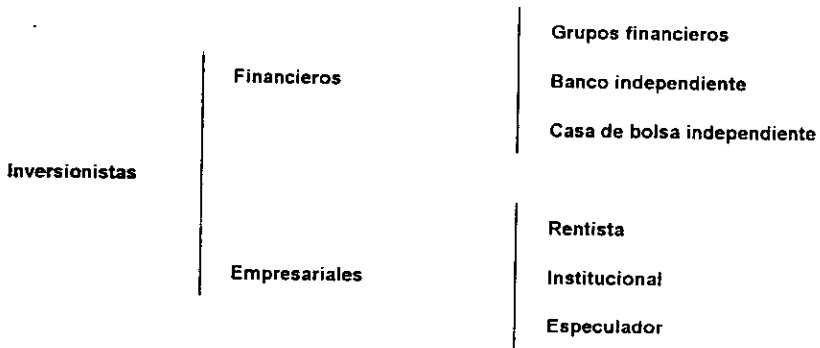 Inversionistas
Financieros
Grupos financieros
Banco independiente
Casa de bolsa independiente
Empresariales
Rentista
Institucional
Especulador